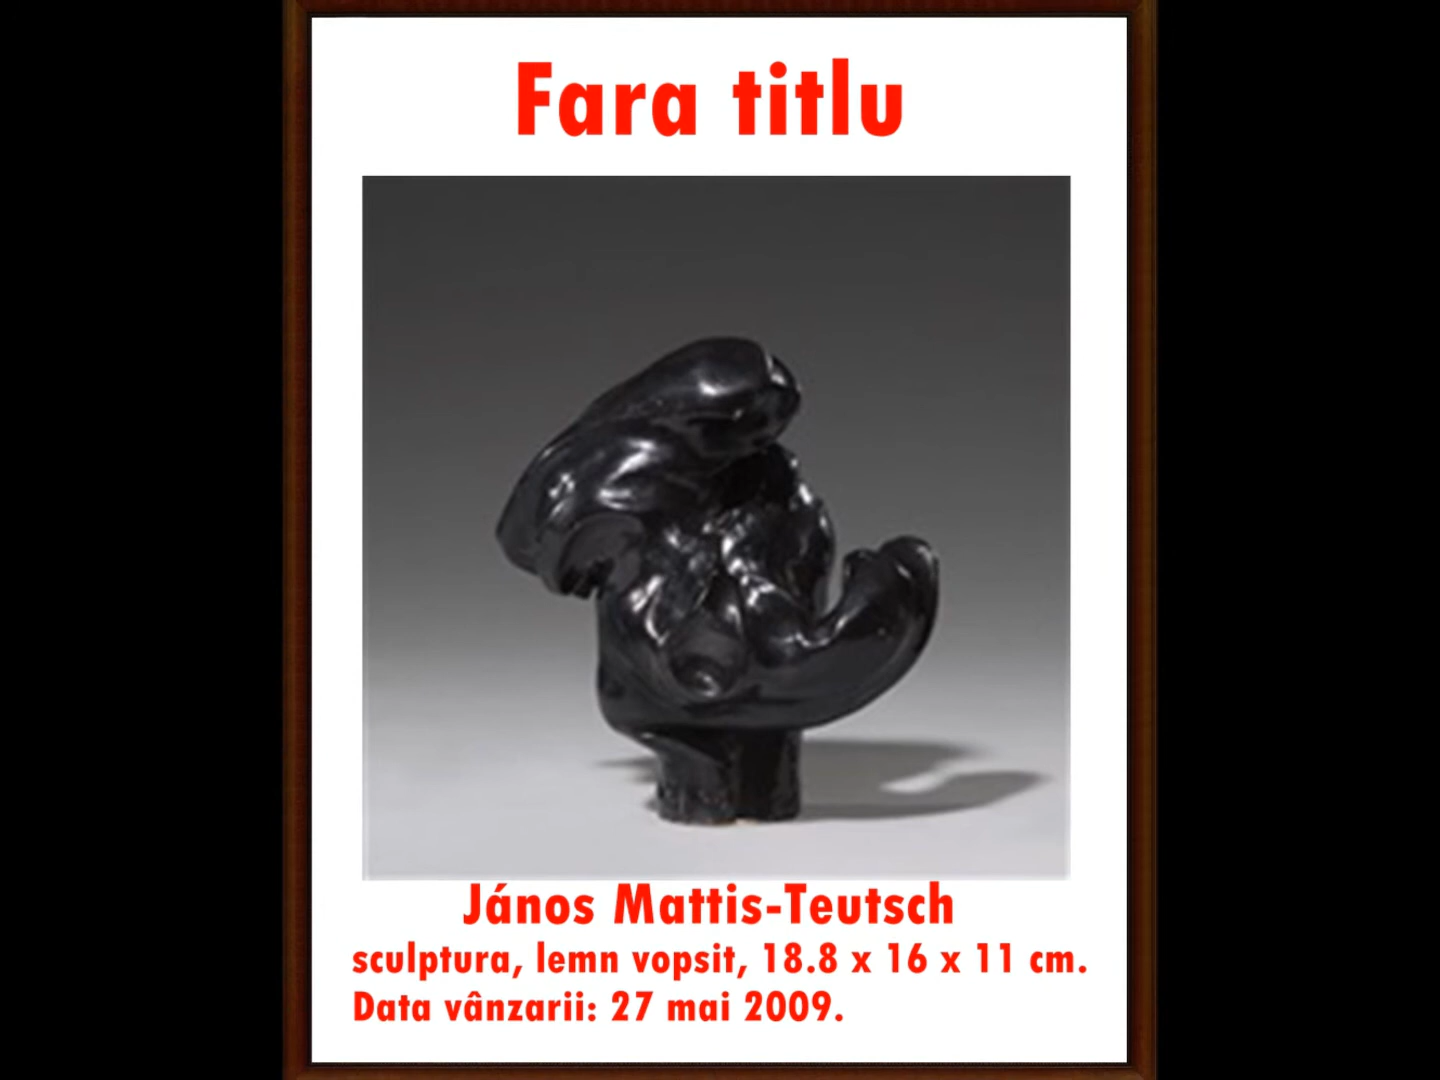 Fara titlu
János Mattis-Teutsch
sculptura, lemn vopsit, 18.8 x 16 x 11 cm.
Data vânzarii: 27 mai 2009.